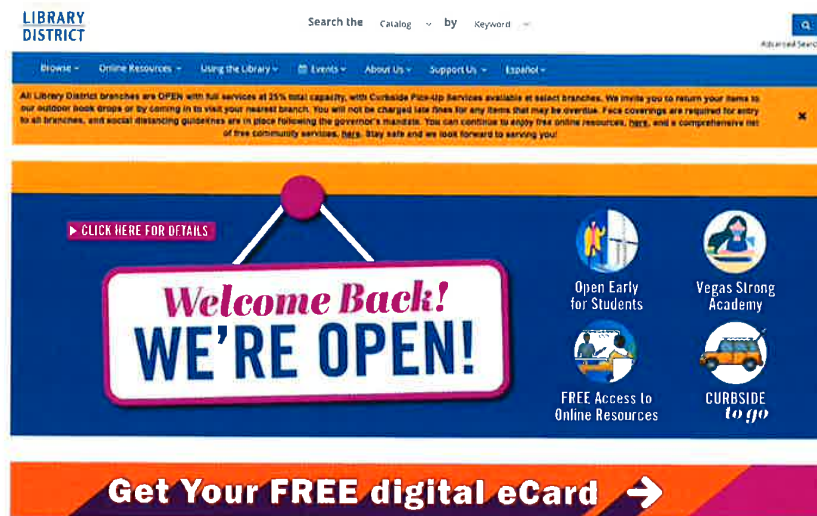 LIBRARY
DISTRICT
Search the Catalog by Keyword
Advanced Searc
Browse Online Resources Using the Library Events About Us Support Us Español
All Library District branches are OPEN with full services at 25% total capacity, with Curbside Pick-Up Services available at select branches. We invite you to return your items to
our outdoor book drops or by coming in to visit your nearest branch. You will not be charged late fines for any items that may be overdue. Face coverings are required for entry
to all branches, and social distancing guidelines are in place following the governor's mandate. You can continue to enjoy free online resources, here, and a comprehensive list
of free community services, here. Stay safe and we look forward to serving you!
CLICK HERE FOR DETAILS
Welcome Back!
WE'RE OPEN!
Open Early
for Students
Vegas Strong
Academy
FREE Access to
Online Resources
CURBSIDE
to go
Get Your FREE digital eCard